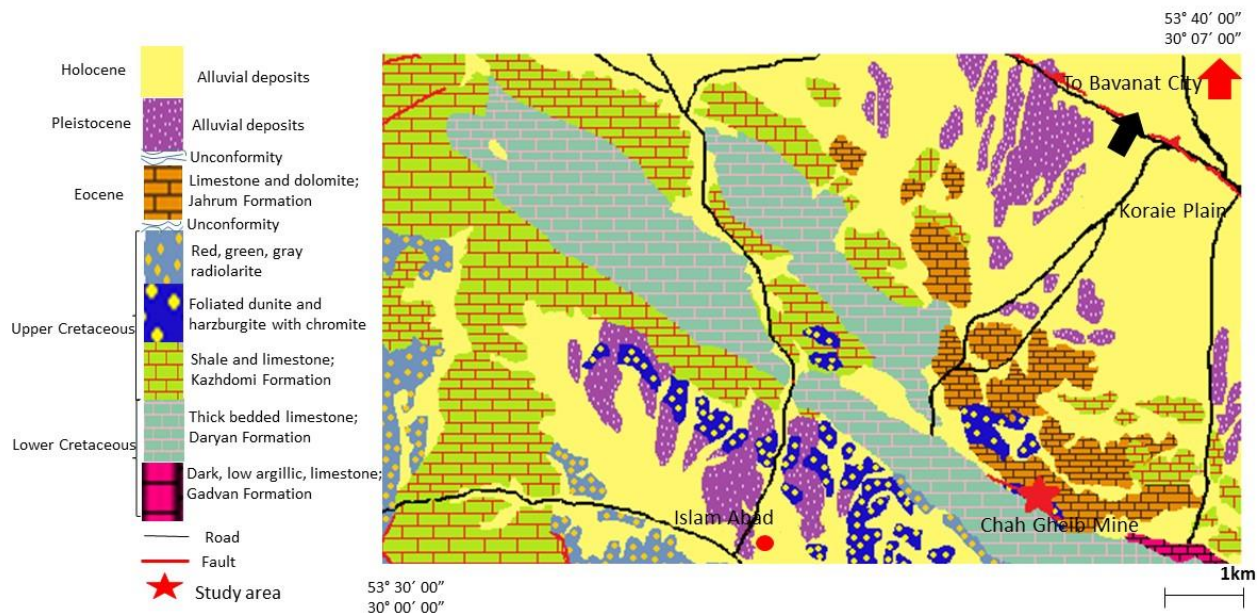 53° 40′ 00”
30° 07′ 00”
Holocene
Alluvial deposits
Pleistocene
Alluvial deposits
Unconformity
Eocene
Limestone and dolomite;
Jahrum Formation
Unconformity
Red, green, gray
radiolarite
Upper Cretaceous
Foliated dunite and
harzburgite with chromite
Shale and limestone;
Kazhdomi Formation
Lower Cretaceous
Thick bedded limestone;
Daryan Formation
Dark, low argillic, limestone;
Gadvan Formation
Road
Fault
Study area
To Bavanat City
Koraie Plain
Islam Abad
Chah Ghelb Mine
53° 30′ 00”
30° 00′ 00”
1km